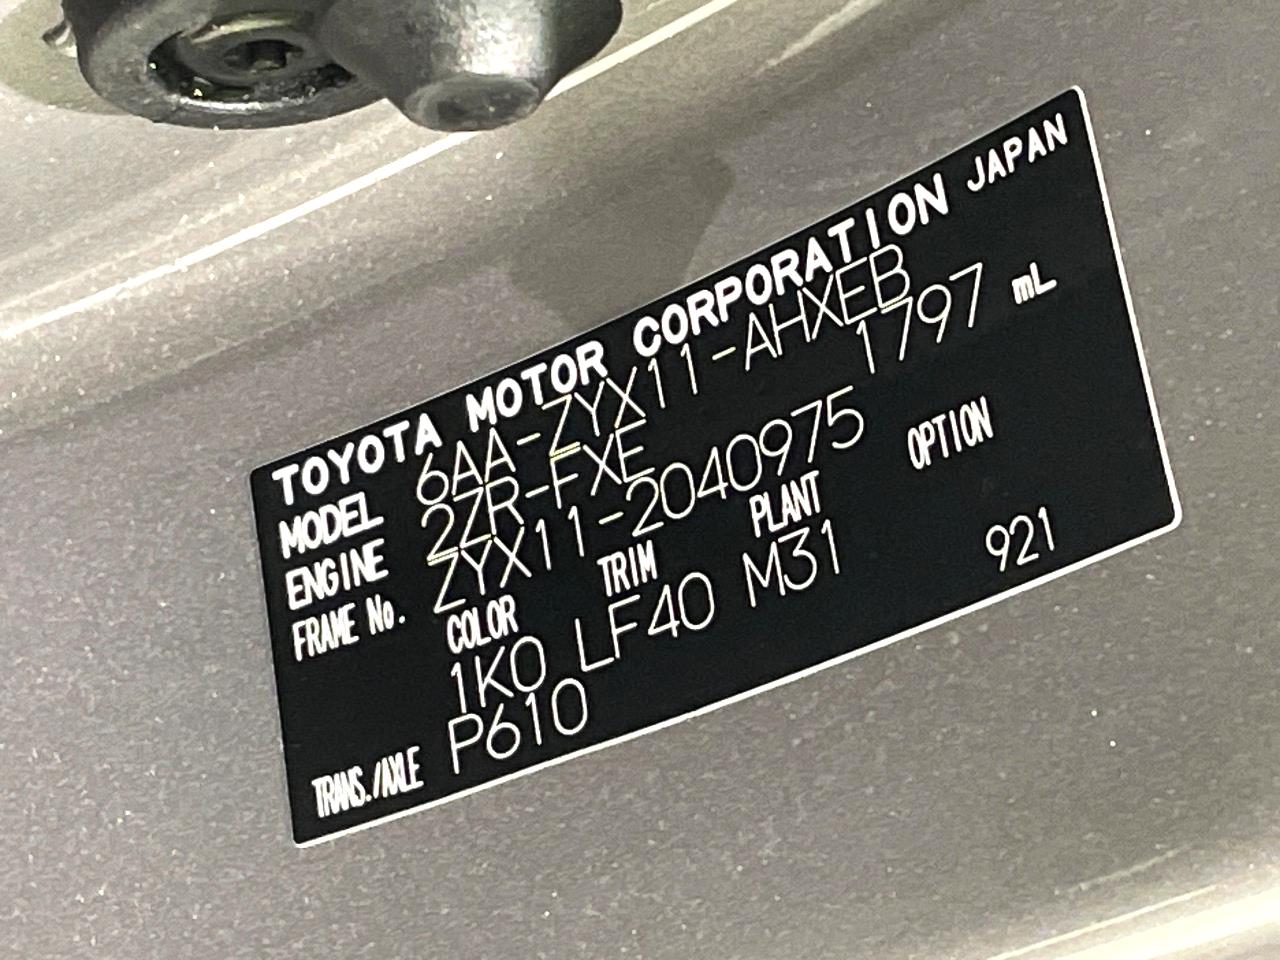 TOYOTA MOTOR CORPORATION JAPAN
MODEL 6AA-ZYX11-AHXEB
ENGINE 2ZR-FXE 1797 mL
FRAME No. ZYX11-2040975
COLOR TRIM PLANT OPTION
1K0 LF40 M31 921
TRANS./AXLE P610